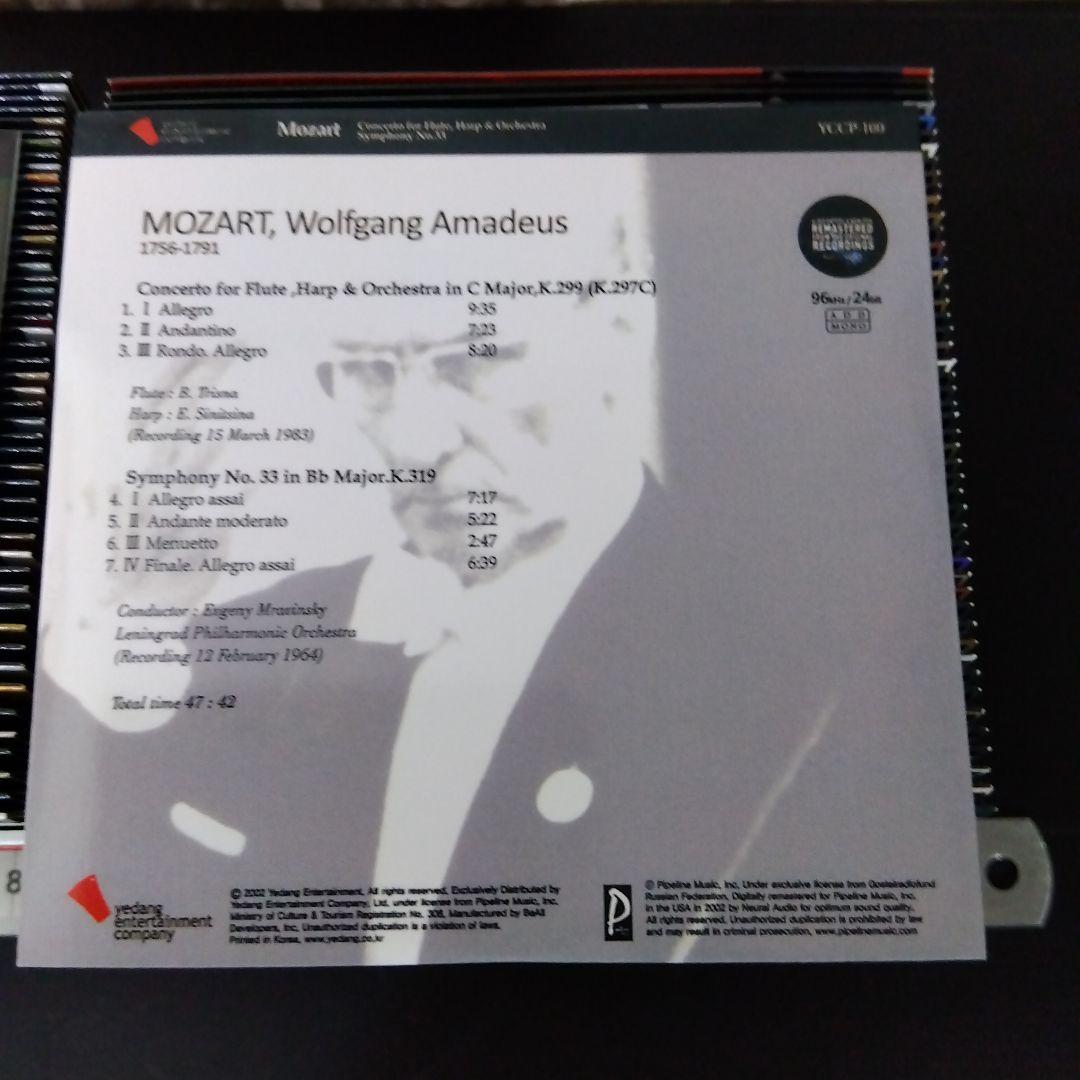 Mozart
Concerto for Flute, Harp & Orchestra
Symphony No.33
YCCP-100
MOZART, Wolfgang Amadeus
1756-1791
REMASTERED
RECORDINGS
Concerto for Flute ,Harp & Orchestra in C Major,K.299 (K.297C)
1. Ⅰ Allegro 9:35
2. Ⅱ Andantino 7:23
3. Ⅲ Rondo. Allegro 8:20
96kHz/24Bit
ADD
MONO
Flute : B. Trisna
Harp : E. Sinitsina
(Recording 15 March 1983)
Symphony No. 33 in Bb Major.K.319
4. Ⅰ Allegro assai 7:17
5. Ⅱ Andante moderato 5:22
6. Ⅲ Menuetto 2:47
7. Ⅳ Finale. Allegro assai 6:39
Conductor : Evgeny Mravinsky
Leningrad Philharmonic Orchestra
(Recording 12 February 1964)
Total time 47 : 42
8
yedang
entertainment
company
© 2002 Yedang Entertainment, All rights reserved, Exclusively Distributed by
Yedang Entertainment Company, Ltd. under license from Pipeline Music, Inc,
Ministry of Culture & Tourism Registration No. 308, Manufactured by BeAll
Developers, Inc, Unauthorized duplication is a violation of laws.
Printed in Korea, www.yedang.co.kr
P
℗ Pipeline Music, Inc, Under exclusive license from Gosteleradiofund
Russian Federation, Digitally remastered for Pipeline Music, Inc,
in the USA in 2002 by Neural Audio for optimum sound quality.
All rights reserved, Unauthorized duplication is prohibited by law
and may result in criminal prosecution, www.pipelinemusic.com